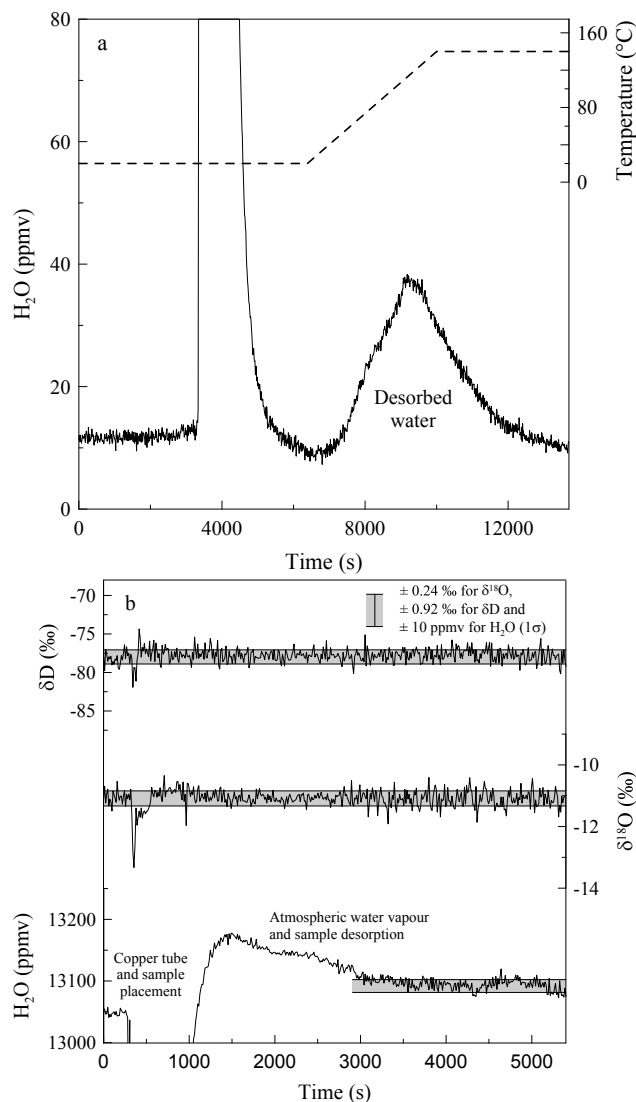 a
80
60
40
20
0
H₂O (ppmv)
160
120
80
40
0
Temperature (°C)
Desorbed
water
0 4000 8000 12000
Time (s)
b
-70
-75
-80
-85
δD (‰)
± 0.24 ‰ for δ¹⁸O,
± 0.92 ‰ for δD and
± 10 ppmv for H₂O (1σ)
-10
-11
-12
-14
δ¹⁸O (‰)
Atmospheric water vapour
and sample desorption
Copper tube
and sample
placement
13200
13100
13000
H₂O (ppmv)
0 1000 2000 3000 4000 5000
Time (s)